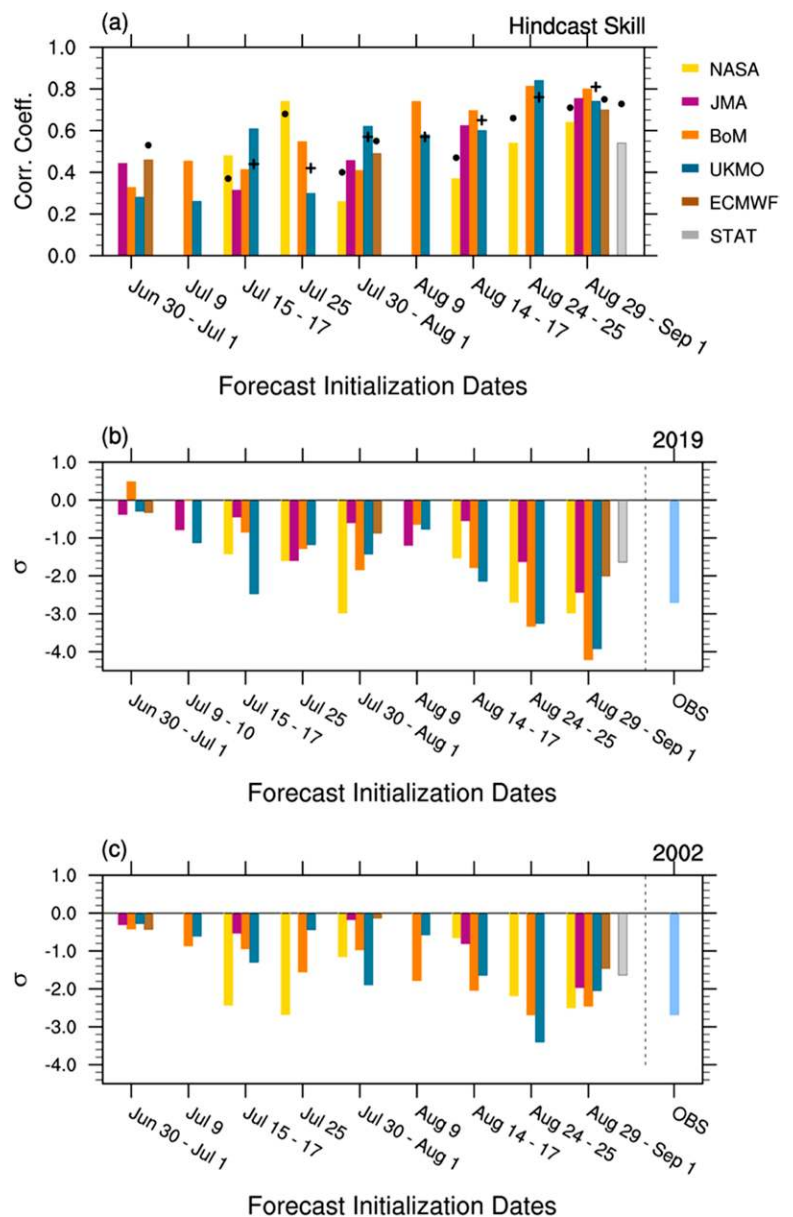 (a)
Hindcast Skill
1.0
0.8
0.6
0.4
0.2
0.0
Corr. Coeff.
NASA
JMA
BoM
UKMO
ECMWF
STAT
Jun 30 - Jul 1
Jul 9
Jul 15 - 17
Jul 25
Jul 30 - Aug 1
Aug 9
Aug 14 - 17
Aug 24 - 25
Aug 29 - Sep 1
Forecast Initialization Dates
(b)
2019
1.0
0.0
-1.0
-2.0
-3.0
-4.0
σ
Jun 30 - Jul 1
Jul 9 - 10
Jul 15 - 17
Jul 25
Jul 30 - Aug 1
Aug 9
Aug 14 - 17
Aug 24 - 25
Aug 29 - Sep 1
OBS
Forecast Initialization Dates
(c)
2002
1.0
0.0
-1.0
-2.0
-3.0
-4.0
σ
Jun 30 - Jul 1
Jul 9
Jul 15 - 17
Jul 25
Jul 30 - Aug 1
Aug 9
Aug 14 - 17
Aug 24 - 25
Aug 29 - Sep 1
OBS
Forecast Initialization Dates